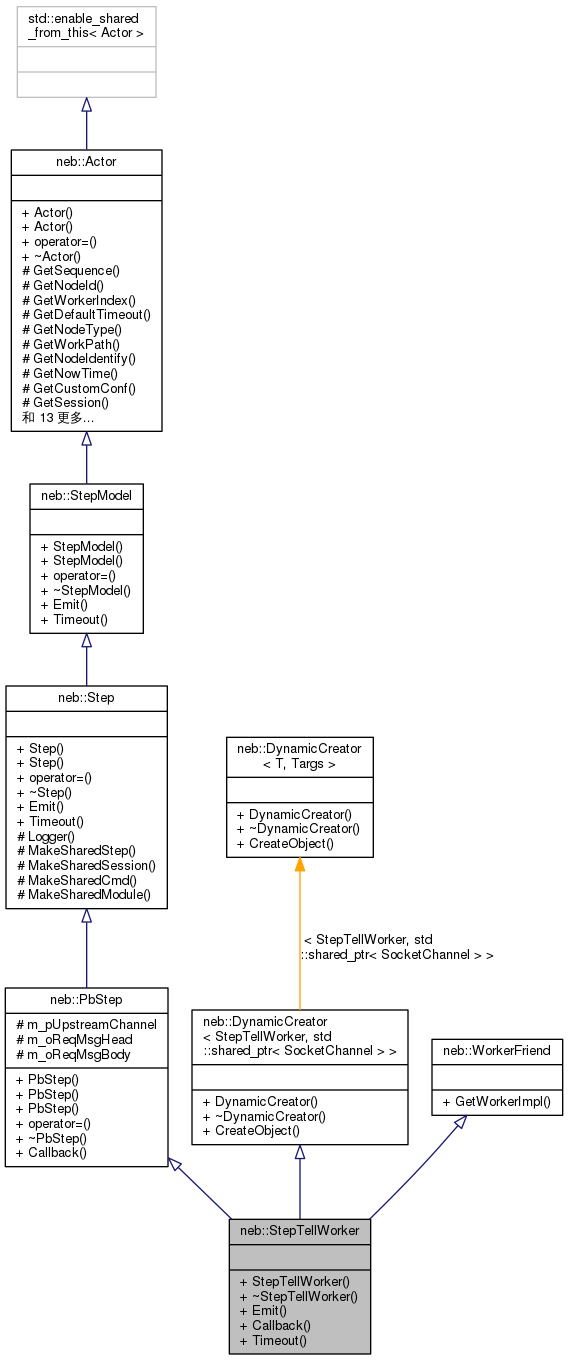 std::enable_shared
_from_this< Actor >
neb::Actor
+ Actor()
+ Actor()
+ operator=()
+ ~Actor()
# GetSequence()
# GetNodeId()
# GetWorkerIndex()
# GetDefaultTimeout()
# GetNodeType()
# GetWorkPath()
# GetNodeIdentify()
# GetNowTime()
# GetCustomConf()
# GetSession()
和 13 更多...
neb::StepModel
+ StepModel()
+ StepModel()
+ operator=()
+ ~StepModel()
+ Emit()
+ Timeout()
neb::Step
+ Step()
+ Step()
+ operator=()
+ ~Step()
+ Emit()
+ Timeout()
# Logger()
# MakeSharedStep()
# MakeSharedSession()
# MakeSharedCmd()
# MakeSharedModule()
neb::DynamicCreator
< T, Targs >
+ DynamicCreator()
+ ~DynamicCreator()
+ CreateObject()
< StepTellWorker, std
::shared_ptr< SocketChannel > >
neb::PbStep
# m_pUpstreamChannel
# m_oReqMsgHead
# m_oReqMsgBody
+ PbStep()
+ PbStep()
+ PbStep()
+ operator=()
+ ~PbStep()
+ Callback()
neb::DynamicCreator
< StepTellWorker, std
::shared_ptr< SocketChannel > >
+ DynamicCreator()
+ ~DynamicCreator()
+ CreateObject()
neb::WorkerFriend
+ GetWorkerImpl()
neb::StepTellWorker
+ StepTellWorker()
+ ~StepTellWorker()
+ Emit()
+ Callback()
+ Timeout()